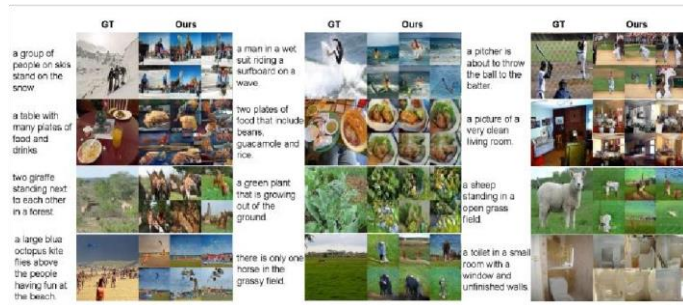 GT Ours
a group of
people on skis
stand on the
snow
a table with
many plates of
food and
drinks
two giraffe
standing next
to each other
in a forest.
a large blue
octopus kite
flies above
the people
having fun at
the beach.
GT Ours
a man in a wet
suit riding a
surfboard on a
wave.
two plates of
food that include
beans,
guacamole and
rice.
a green plant
that is growing
out of the
ground.
there is only one
horse in the
grassy field.
GT Ours
a pitcher is
about to throw
the ball to the
batter.
a picture of a
very clean
living room.
a sheep
standing in a
open grass
field.
a toilet in a small
room with a
window and
unfinished walls.